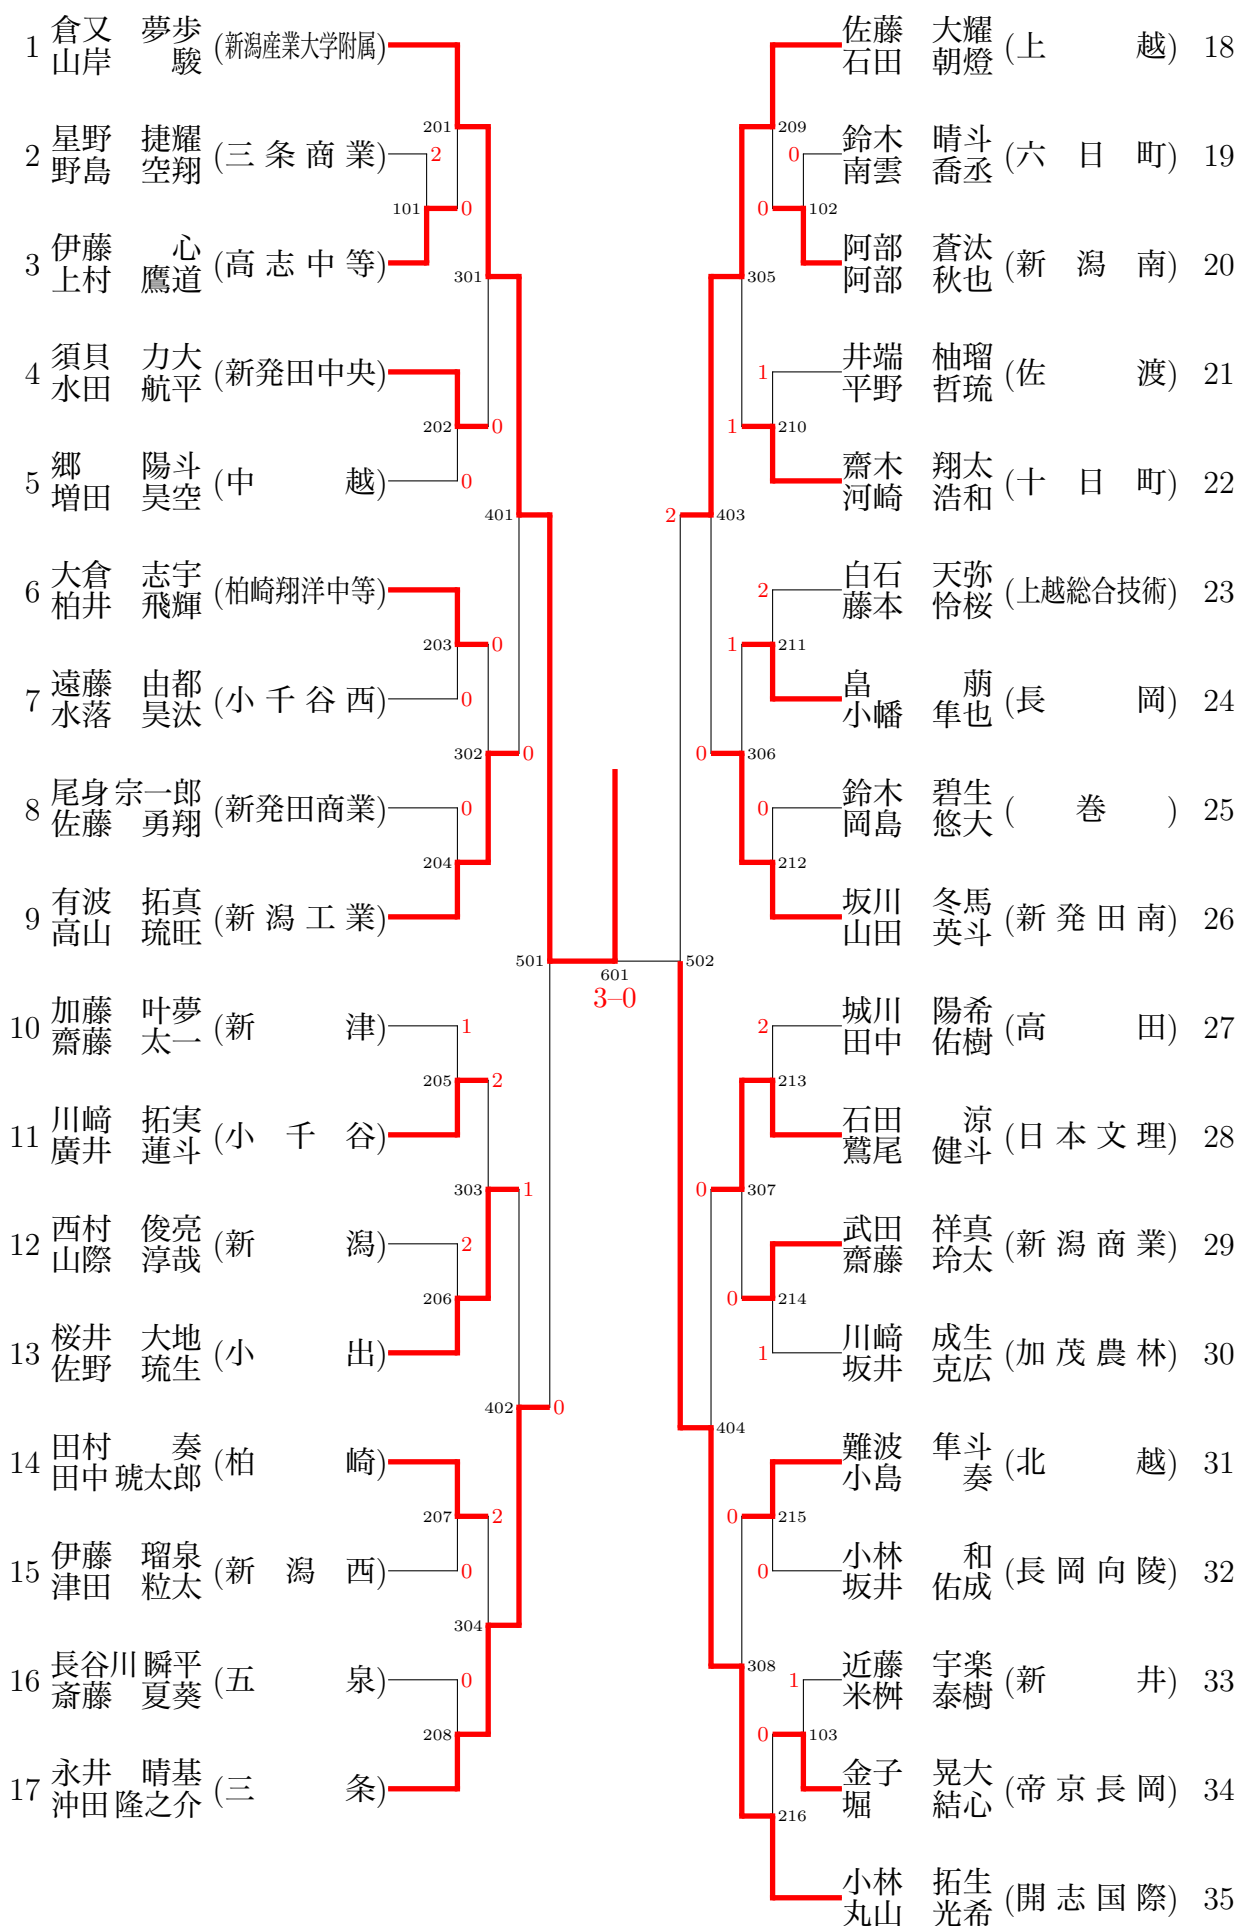 1 倉又 夢歩 (新潟産業大学附属)
山岸 駿
2 星野 捷耀 (三条商業)
野島 空翔
3 伊藤 心 (高志中等)
上村 鷹道
4 須貝 力大 (新発田中央)
水田 航平
5 郷 陽斗 (中越)
増田 昊空
6 大倉 志宇 (柏崎翔洋中等)
柏井 飛輝
7 遠藤 由都 (小千谷西)
水落 昊汰
8 尾身宗一郎 (新発田商業)
佐藤 勇翔
9 有波 拓真 (新潟工業)
高山 琉旺
10 加藤 叶夢 (新津)
齋藤 太一
11 川﨑 拓実 (小千谷)
廣井 蓮斗
12 西村 俊亮 (新潟)
山際 淳哉
13 桜井 大地 (小出)
佐野 琉生
14 田村 奏 (柏崎)
田中琥太郎
15 伊藤 瑠泉 (新潟西)
津田 粒太
16 長谷川瞬平 (五泉)
斎藤 夏葵
17 永井 晴基 (三条)
沖田隆之介
201
2
101
0
301
202
0
0
401
203
0
0
302
0
0
204
501
1
205
2
303
1
2
206
402
0
207
2
0
304
0
208
601
3–0
佐藤 大耀 (上越) 18
石田 朝燈
鈴木 晴斗 (六日町) 19
南雲 喬丞
阿部 蒼汰 (新潟南) 20
阿部 秋也
井端 柚瑠 (佐渡) 21
平野 哲琉
齋木 翔太 (十日町) 22
河崎 浩和
白石 天弥 (上越総合技術) 23
藤本 怜桜
畠 萠 (長岡) 24
小幡 隼也
鈴木 碧生 (巻) 25
岡島 悠大
坂川 冬馬 (新発田南) 26
山田 英斗
城川 陽希 (高田) 27
田中 佑樹
石田 涼 (日本文理) 28
鷲尾 健斗
武田 祥真 (新潟商業) 29
齋藤 玲太
川﨑 成生 (加茂農林) 30
坂井 克広
難波 隼斗 (北越) 31
小島 奏
小林 和 (長岡向陵) 32
坂井 佑成
近藤 宇楽 (新井) 33
米桝 泰樹
金子 晃大 (帝京長岡) 34
堀 結心
小林 拓生 (開志国際) 35
丸山 光希
209
0
0
102
305
1
1
210
2
403
2
1
211
0
306
0
212
502
2
213
0
307
0
214
1
404
0
215
0
308
1
0
103
216